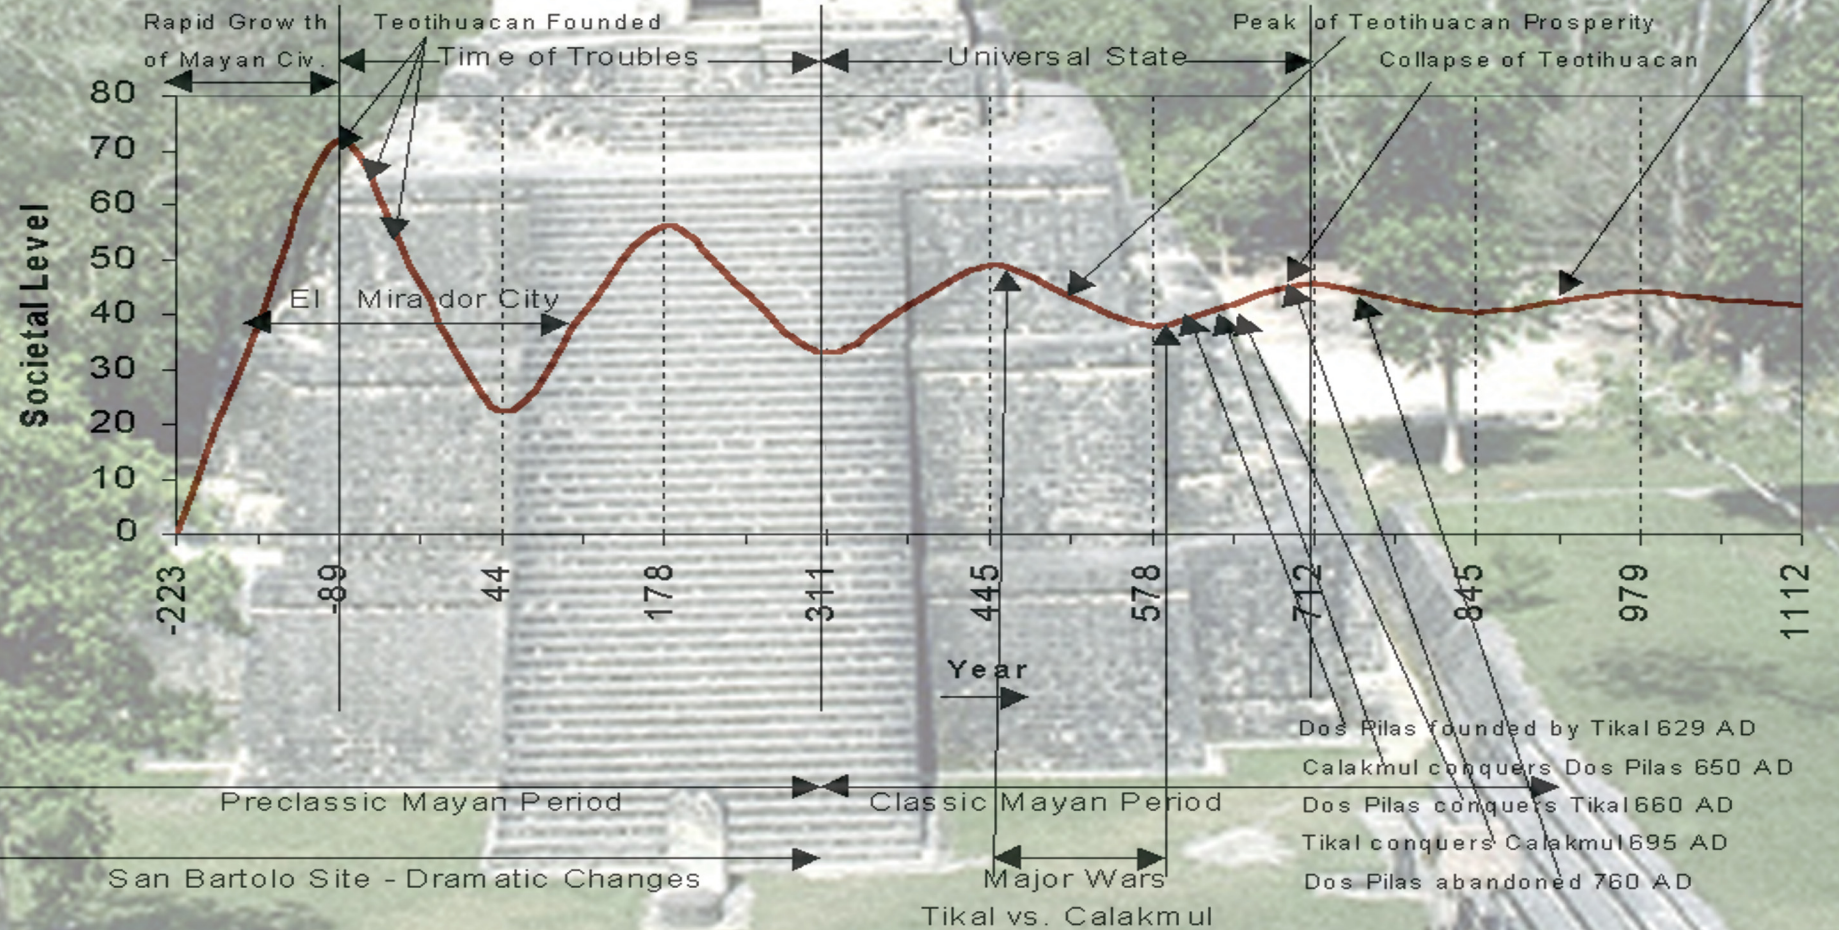 Rapid Growth
of Mayan Civ.
Teotihuacan Founded
Time of Troubles
Universal State
Peak of Teotihuacan Prosperity
Collapse of Teotihuacan
Societal Level
80
70
60
50
40
30
20
10
0
El Mirador City
-223 -89 44 178 311 445 578 712 845 979 1112
Year
Dos Pilas founded by Tikal 629 AD
Calakmul conquers Dos Pilas 650 AD
Dos Pilas conquers Tikal 660 AD
Tikal conquers Calakmul 695 AD
Dos Pilas abandoned 760 AD
Preclassic Mayan Period
Classic Mayan Period
San Bartolo Site - Dramatic Changes
Major Wars
Tikal vs. Calakmul